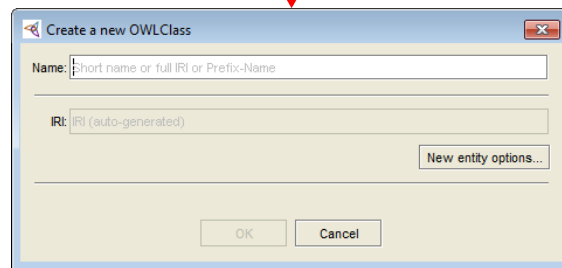 Create a new OWLClass
Name: Short name or full IRI or Prefix-Name
IRI: IRI (auto-generated)
New entity options...
OK Cancel